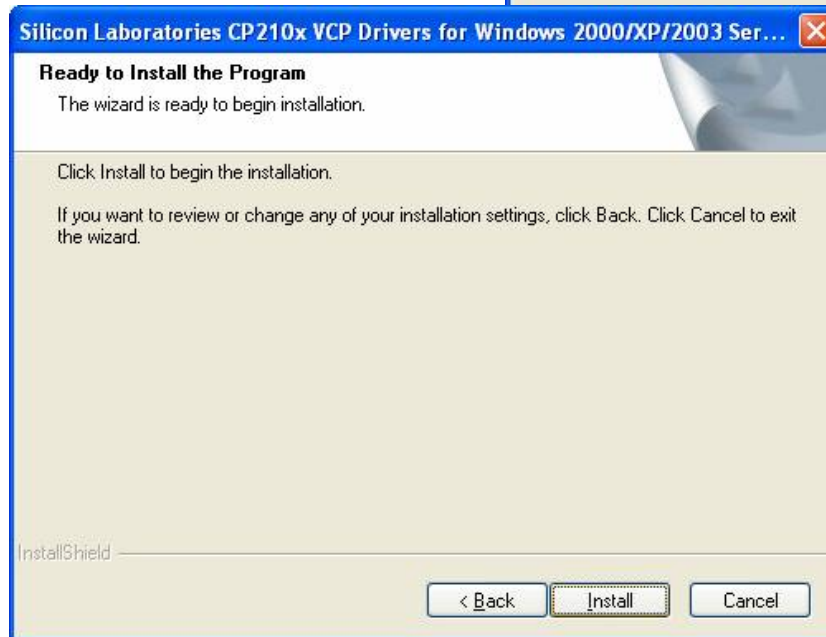 Silicon Laboratories CP210x VCP Drivers for Windows 2000/XP/2003 Ser...
Ready to Install the Program
The wizard is ready to begin installation.
Click Install to begin the installation.
If you want to review or change any of your installation settings, click Back. Click Cancel to exit
the wizard.
InstallShield
< Back Install Cancel